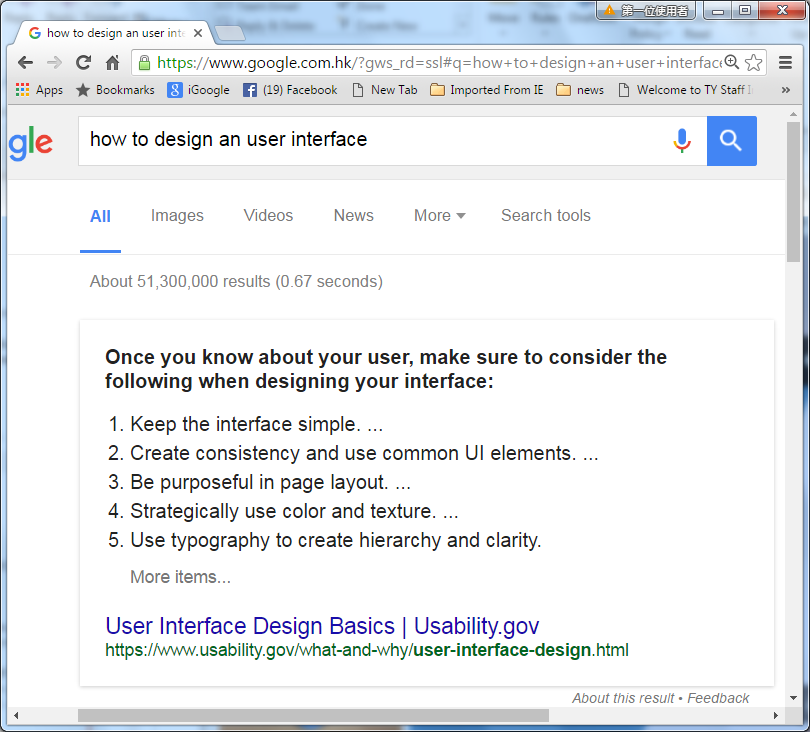 第一位使用者
how to design an user inte
https://www.google.com.hk/?gws_rd=ssl#q=how+to+design+an+user+interface
Apps Bookmarks iGoogle (19) Facebook New Tab Imported From IE news Welcome to TY Staff »
gle how to design an user interface
All Images Videos News More Search tools
About 51,300,000 results (0.67 seconds)
Once you know about your user, make sure to consider the
following when designing your interface:
1. Keep the interface simple. ...
2. Create consistency and use common UI elements. ...
3. Be purposeful in page layout. ...
4. Strategically use color and texture. ...
5. Use typography to create hierarchy and clarity.
More items...
User Interface Design Basics | Usability.gov
https://www.usability.gov/what-and-why/user-interface-design.html
About this result • Feedback